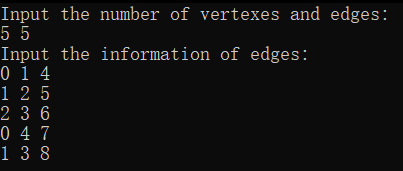 Input the number of vertexes and edges:
5 5
Input the information of edges:
0 1 4
1 2 5
2 3 6
0 4 7
1 3 8